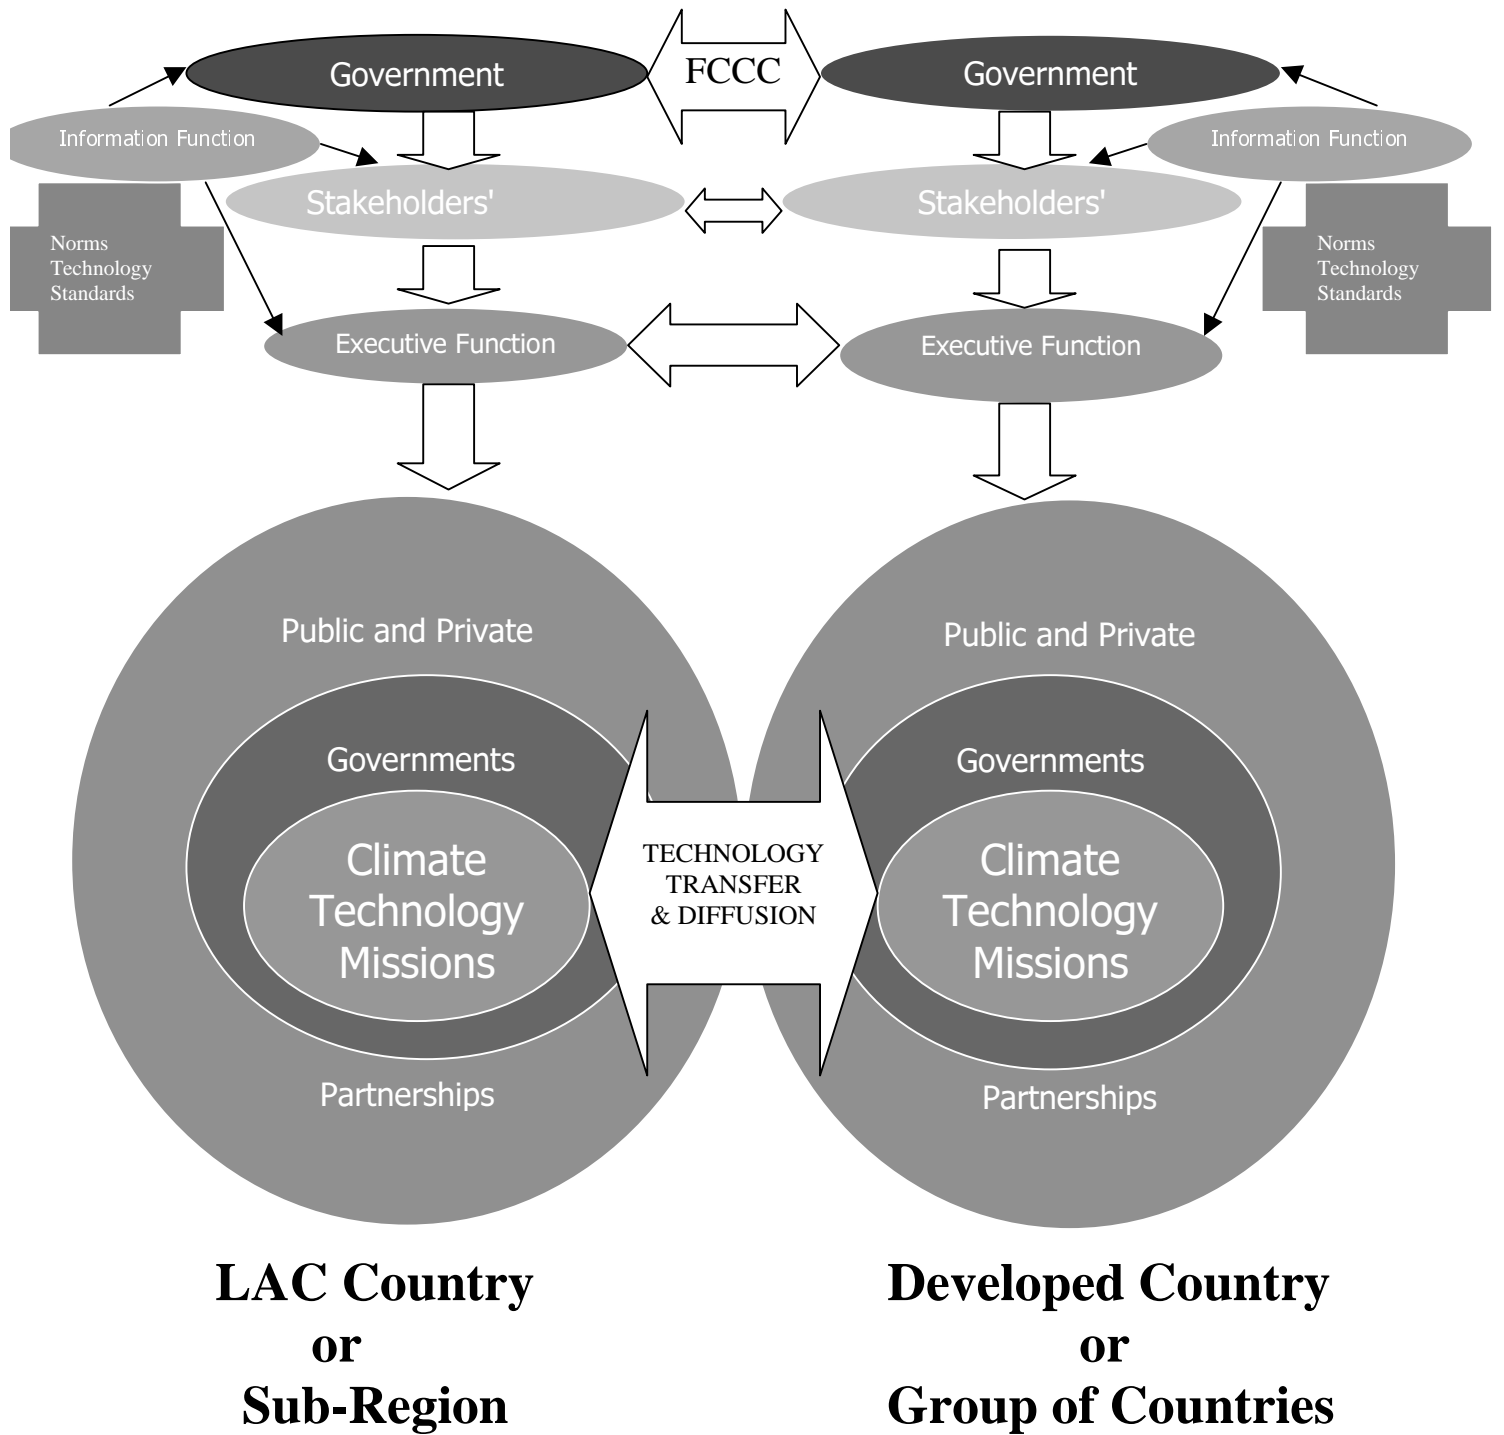 Government
FCCC
Government
Information Function
Information Function
Stakeholders'
Stakeholders'
Norms
Technology
Standards
Norms
Technology
Standards
Executive Function
Executive Function
Public and Private
Public and Private
Governments
Governments
Climate
Technology
Missions
TECHNOLOGY
TRANSFER
& DIFFUSION
Climate
Technology
Missions
Partnerships
Partnerships
LAC Country
or
Sub-Region
Developed Country
or
Group of Countries